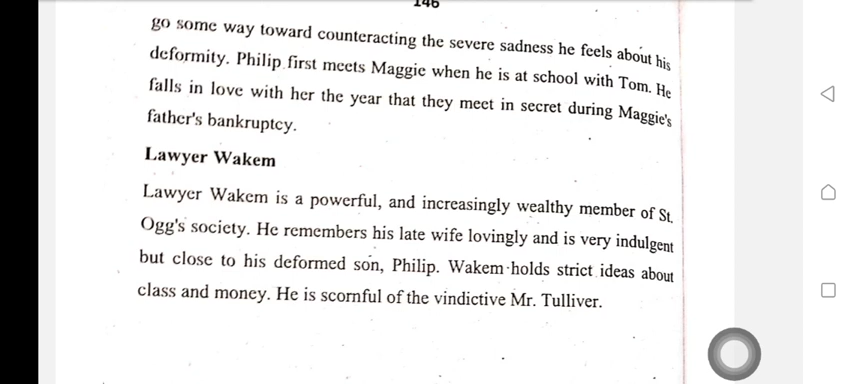 146
go some way toward counteracting the severe sadness he feels about his
deformity. Philip first meets Maggie when he is at school with Tom. He
falls in love with her the year that they meet in secret during Maggie's
father's bankruptcy.
Lawyer Wakem
Lawyer Wakem is a powerful, and increasingly wealthy member of St.
Ogg's society. He remembers his late wife lovingly and is very indulgent
but close to his deformed son, Philip. Wakem holds strict ideas about
class and money. He is scornful of the vindictive Mr. Tulliver.